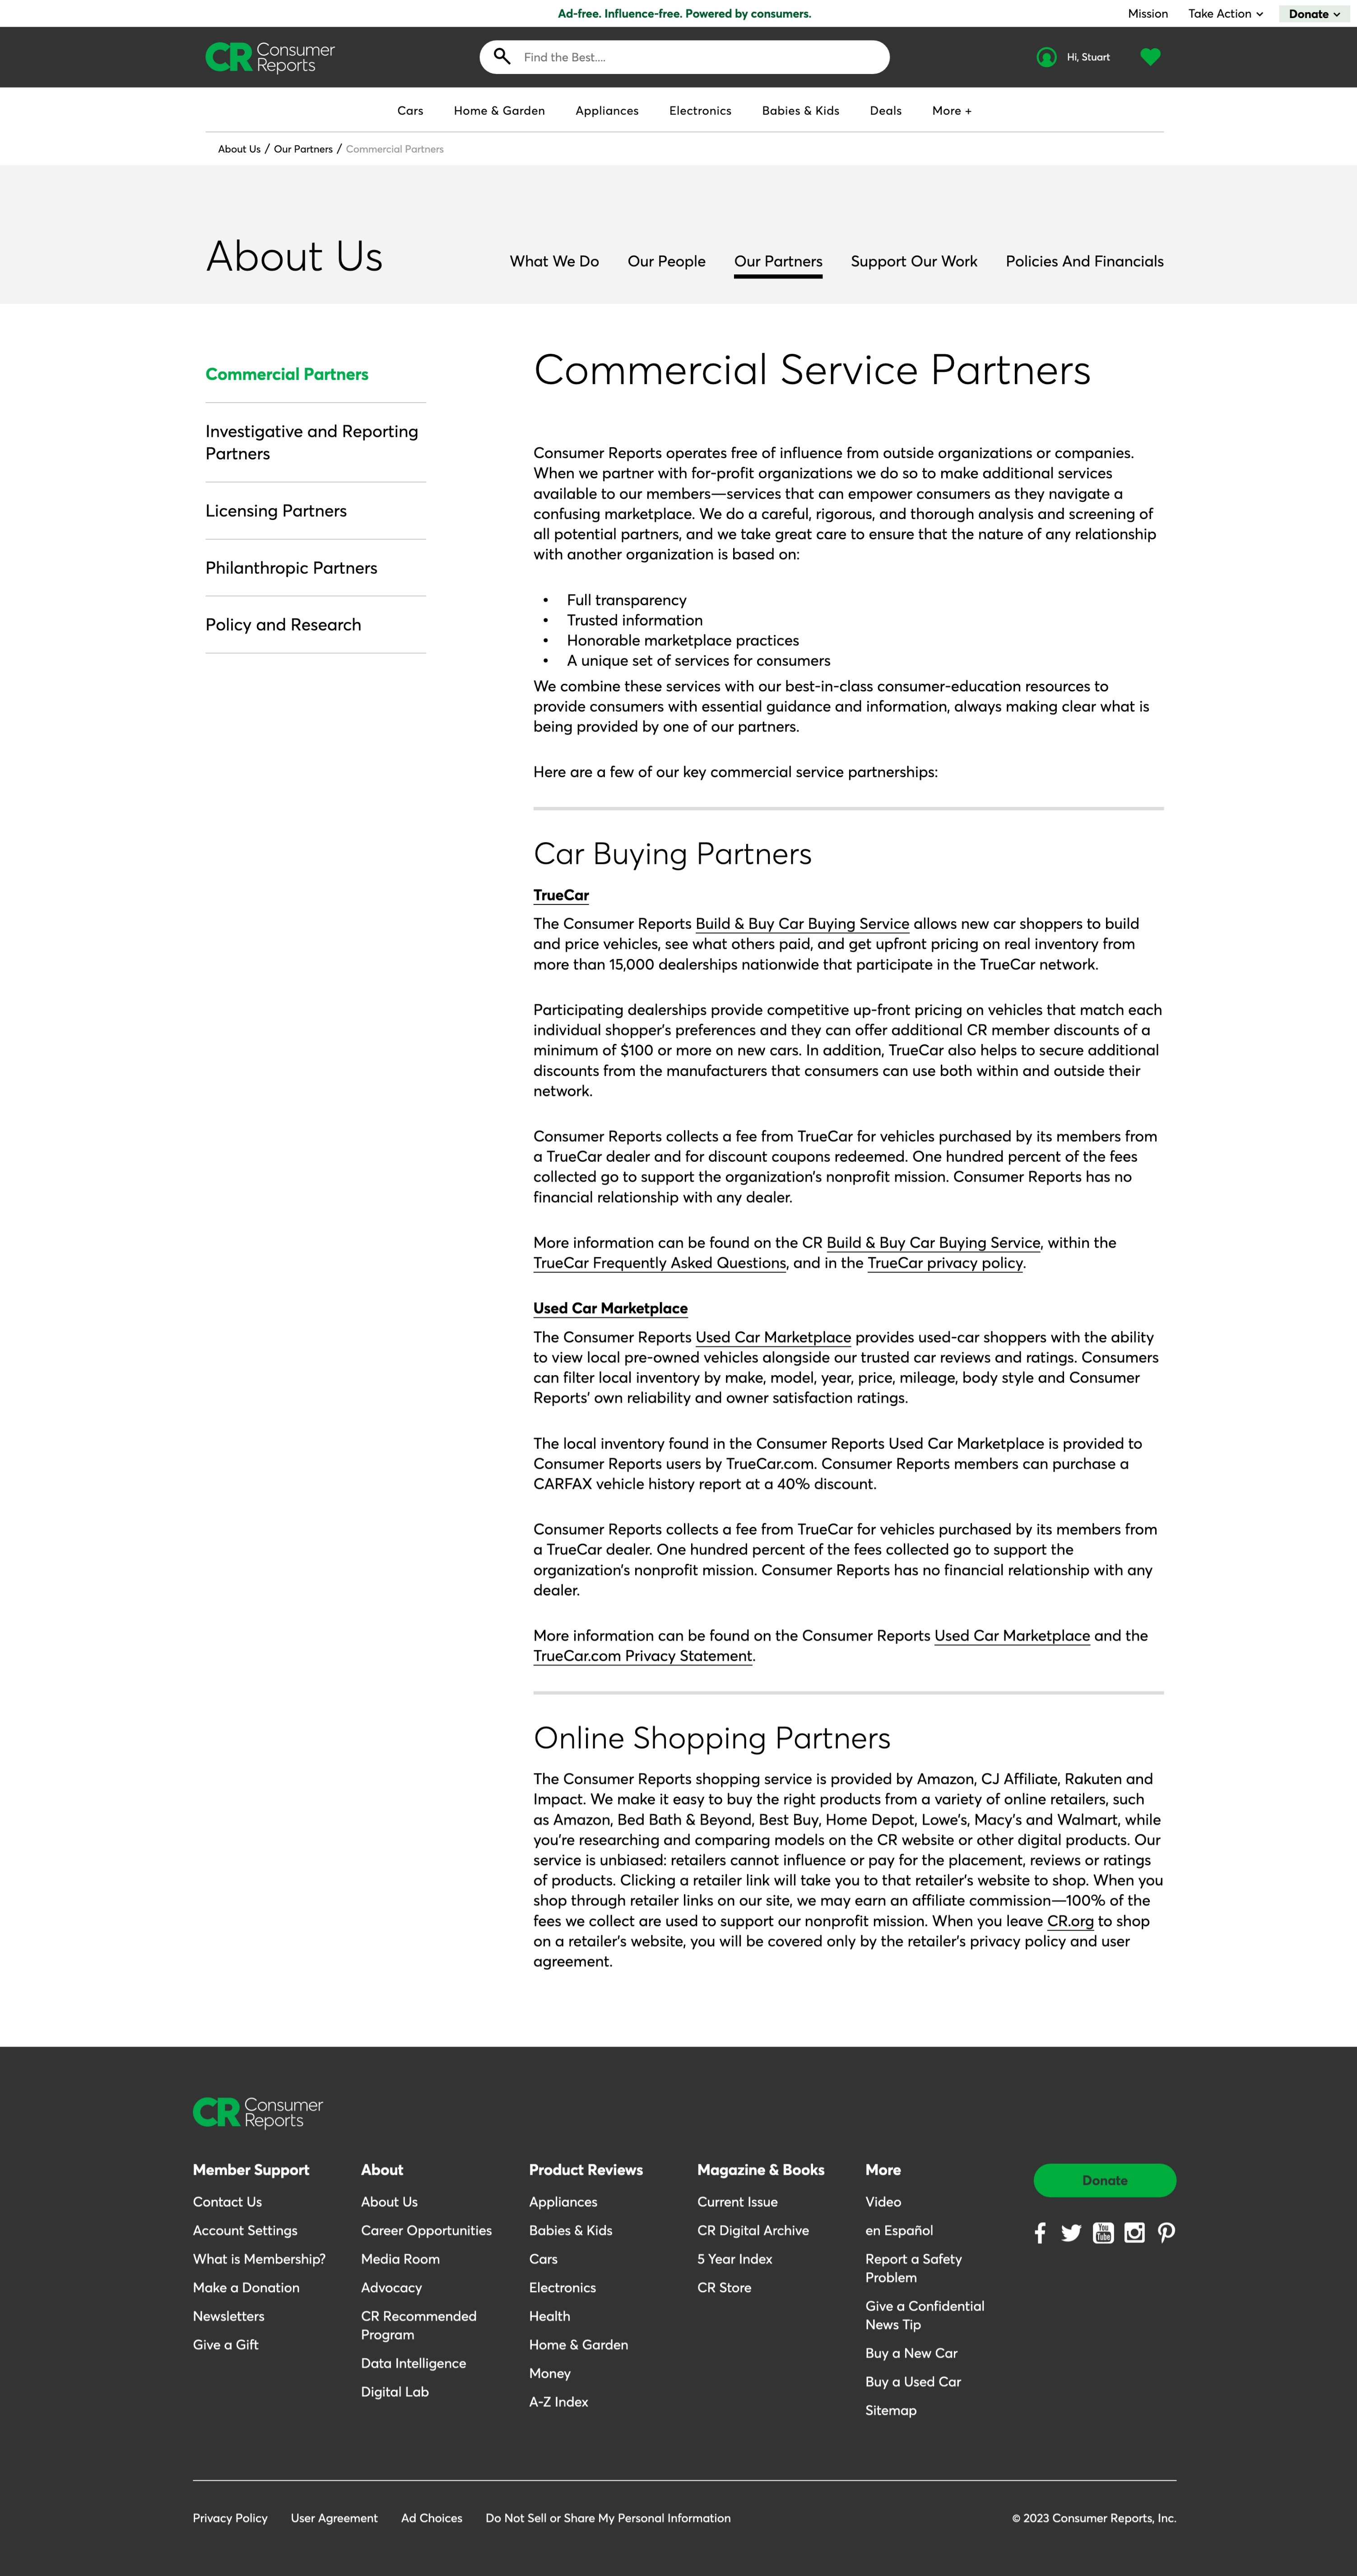 Ad-free. Influence-free. Powered by consumers.
Mission
Take Action
Donate
CR Consumer
Reports
Find the Best....
Hi, Stuart
Cars
Home & Garden
Appliances
Electronics
Babies & Kids
Deals
More +
About Us / Our Partners / Commercial Partners
About Us
What We Do
Our People
Our Partners
Support Our Work
Policies And Financials
Commercial Partners
Investigative and Reporting
Partners
Licensing Partners
Philanthropic Partners
Policy and Research
Commercial Service Partners
Consumer Reports operates free of influence from outside organizations or companies.
When we partner with for-profit organizations we do so to make additional services
available to our members—services that can empower consumers as they navigate a
confusing marketplace. We do a careful, rigorous, and thorough analysis and screening of
all potential partners, and we take great care to ensure that the nature of any relationship
with another organization is based on:
• Full transparency
• Trusted information
• Honorable marketplace practices
• A unique set of services for consumers
We combine these services with our best-in-class consumer-education resources to
provide consumers with essential guidance and information, always making clear what is
being provided by one of our partners.
Here are a few of our key commercial service partnerships:
Car Buying Partners
TrueCar
The Consumer Reports Build & Buy Car Buying Service allows new car shoppers to build
and price vehicles, see what others paid, and get upfront pricing on real inventory from
more than 15,000 dealerships nationwide that participate in the TrueCar network.
Participating dealerships provide competitive up-front pricing on vehicles that match each
individual shopper's preferences and they can offer additional CR member discounts of a
minimum of $100 or more on new cars. In addition, TrueCar also helps to secure additional
discounts from the manufacturers that consumers can use both within and outside their
network.
Consumer Reports collects a fee from TrueCar for vehicles purchased by its members from
a TrueCar dealer and for discount coupons redeemed. One hundred percent of the fees
collected go to support the organization's nonprofit mission. Consumer Reports has no
financial relationship with any dealer.
More information can be found on the CR Build & Buy Car Buying Service, within the
TrueCar Frequently Asked Questions, and in the TrueCar privacy policy.
Used Car Marketplace
The Consumer Reports Used Car Marketplace provides used-car shoppers with the ability
to view local pre-owned vehicles alongside our trusted car reviews and ratings. Consumers
can filter local inventory by make, model, year, price, mileage, body style and Consumer
Reports' own reliability and owner satisfaction ratings.
The local inventory found in the Consumer Reports Used Car Marketplace is provided to
Consumer Reports users by TrueCar.com. Consumer Reports members can purchase a
CARFAX vehicle history report at a 40% discount.
Consumer Reports collects a fee from TrueCar for vehicles purchased by its members from
a TrueCar dealer. One hundred percent of the fees collected go to support the
organization's nonprofit mission. Consumer Reports has no financial relationship with any
dealer.
More information can be found on the Consumer Reports Used Car Marketplace and the
TrueCar.com Privacy Statement.
Online Shopping Partners
The Consumer Reports shopping service is provided by Amazon, CJ Affiliate, Rakuten and
Impact. We make it easy to buy the right products from a variety of online retailers, such
as Amazon, Bed Bath & Beyond, Best Buy, Home Depot, Lowe's, Macy's and Walmart, while
you're researching and comparing models on the CR website or other digital products. Our
service is unbiased: retailers cannot influence or pay for the placement, reviews or ratings
of products. Clicking a retailer link will take you to that retailer's website to shop. When you
shop through retailer links on our site, we may earn an affiliate commission—100% of the
fees we collect are used to support our nonprofit mission. When you leave CR.org to shop
on a retailer's website, you will be covered only by the retailer's privacy policy and user
agreement.
CR Consumer
Reports
Member Support
Contact Us
Account Settings
What is Membership?
Make a Donation
Newsletters
Give a Gift
About
About Us
Career Opportunities
Media Room
Advocacy
CR Recommended
Program
Data Intelligence
Digital Lab
Product Reviews
Appliances
Babies & Kids
Cars
Electronics
Health
Home & Garden
Money
A-Z Index
Magazine & Books
Current Issue
CR Digital Archive
5 Year Index
CR Store
More
Video
en Español
Report a Safety
Problem
Give a Confidential
News Tip
Buy a New Car
Buy a Used Car
Sitemap
Donate
You
Tube
Privacy Policy
User Agreement
Ad Choices
Do Not Sell or Share My Personal Information
© 2023 Consumer Reports, Inc.